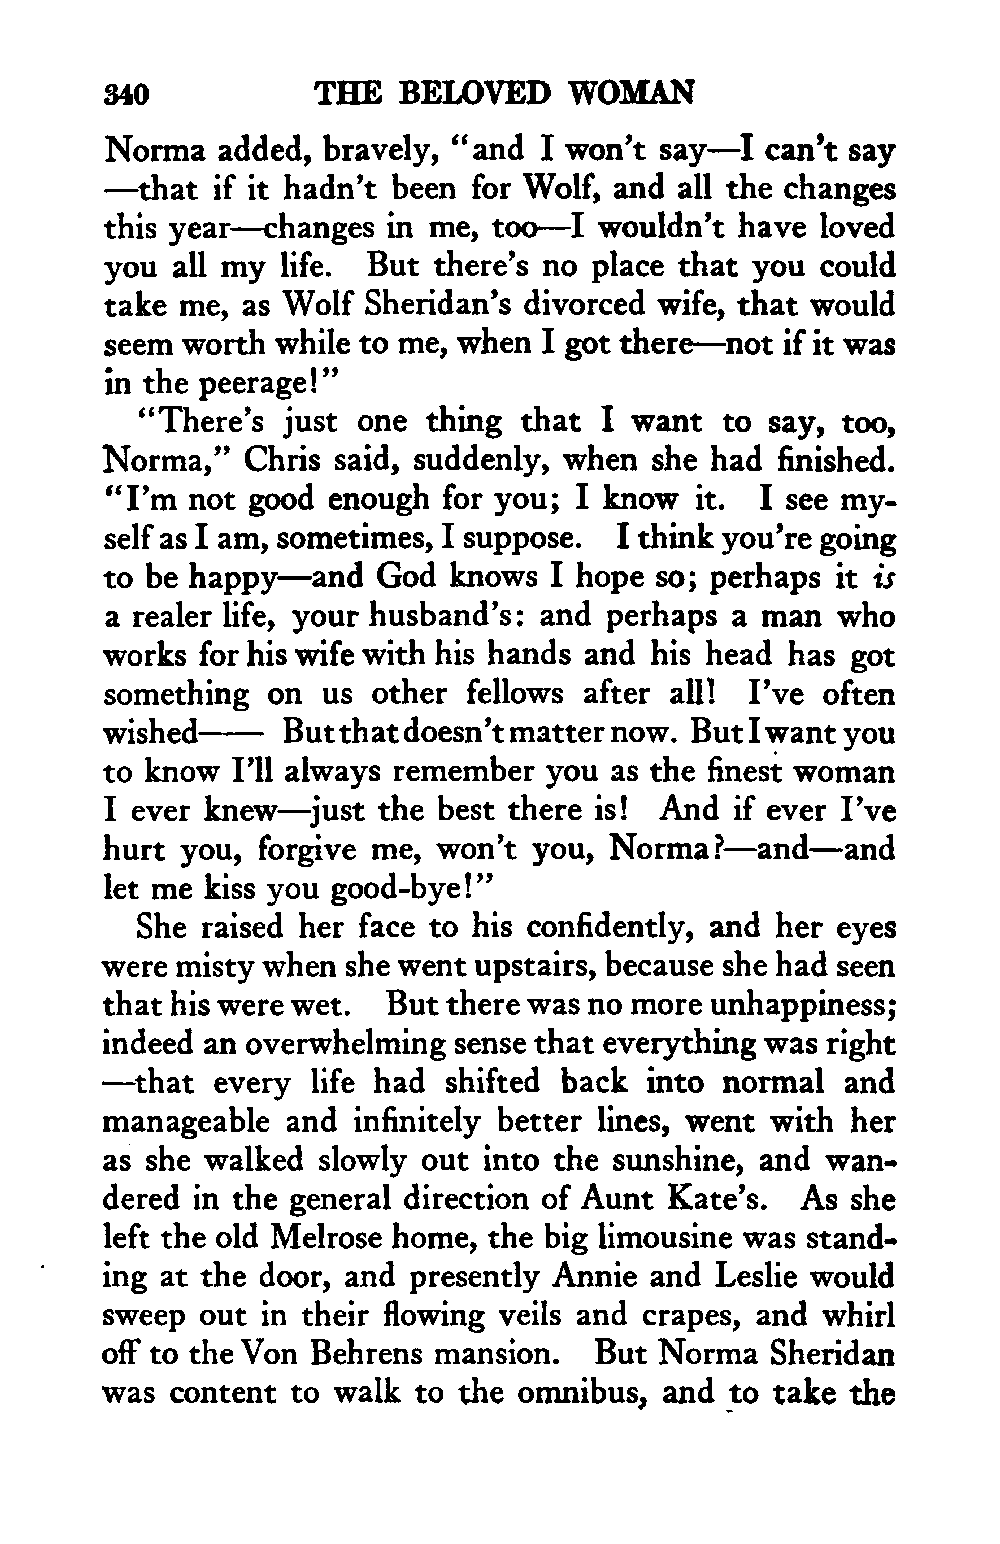 340 THE BELOVED WOMAN
Norma added, bravely, "and I won't say—I can't say
—that if it hadn't been for Wolf, and all the changes
this year—changes in me, too—I wouldn't have loved
you all my life. But there's no place that you could
take me, as Wolf Sheridan's divorced wife, that would
seem worth while to me, when I got there—not if it was
in the peerage!"
"There's just one thing that I want to say, too,
Norma," Chris said, suddenly, when she had finished.
"I'm not good enough for you; I know it. I see my-
self as I am, sometimes, I suppose. I think you're going
to be happy—and God knows I hope so; perhaps it is
a realer life, your husband's: and perhaps a man who
works for his wife with his hands and his head has got
something on us other fellows after all! I've often
wished—— But that doesn't matter now. But I want you
to know I'll always remember you as the finest woman
I ever knew—just the best there is! And if ever I've
hurt you, forgive me, won't you, Norma?—and—and
let me kiss you good-bye!"
She raised her face to his confidently, and her eyes
were misty when she went upstairs, because she had seen
that his were wet. But there was no more unhappiness;
indeed an overwhelming sense that everything was right
—that every life had shifted back into normal and
manageable and infinitely better lines, went with her
as she walked slowly out into the sunshine, and wan-
dered in the general direction of Aunt Kate's. As she
left the old Melrose home, the big limousine was stand-
ing at the door, and presently Annie and Leslie would
sweep out in their flowing veils and crapes, and whirl
off to the Von Behrens mansion. But Norma Sheridan
was content to walk to the omnibus, and to take the